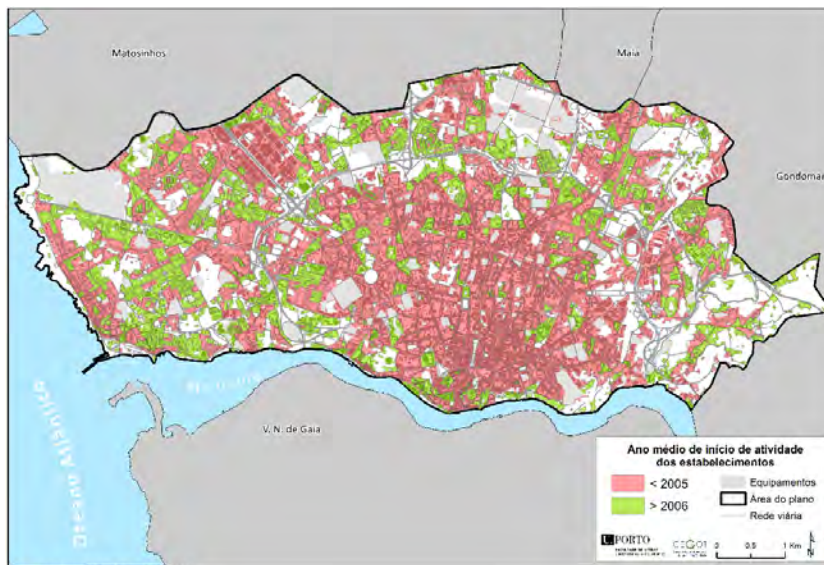 Matosinhos
Maia
Gondomar
Oceano Atlântico
V. N. de Gaia
Ano médio de início de atividade
dos estabelecimentos
< 2005
> 2006
Equipamentos
Área do plano
Rede viária
U. PORTO
CEGOT
0 0,5 1 Km
N